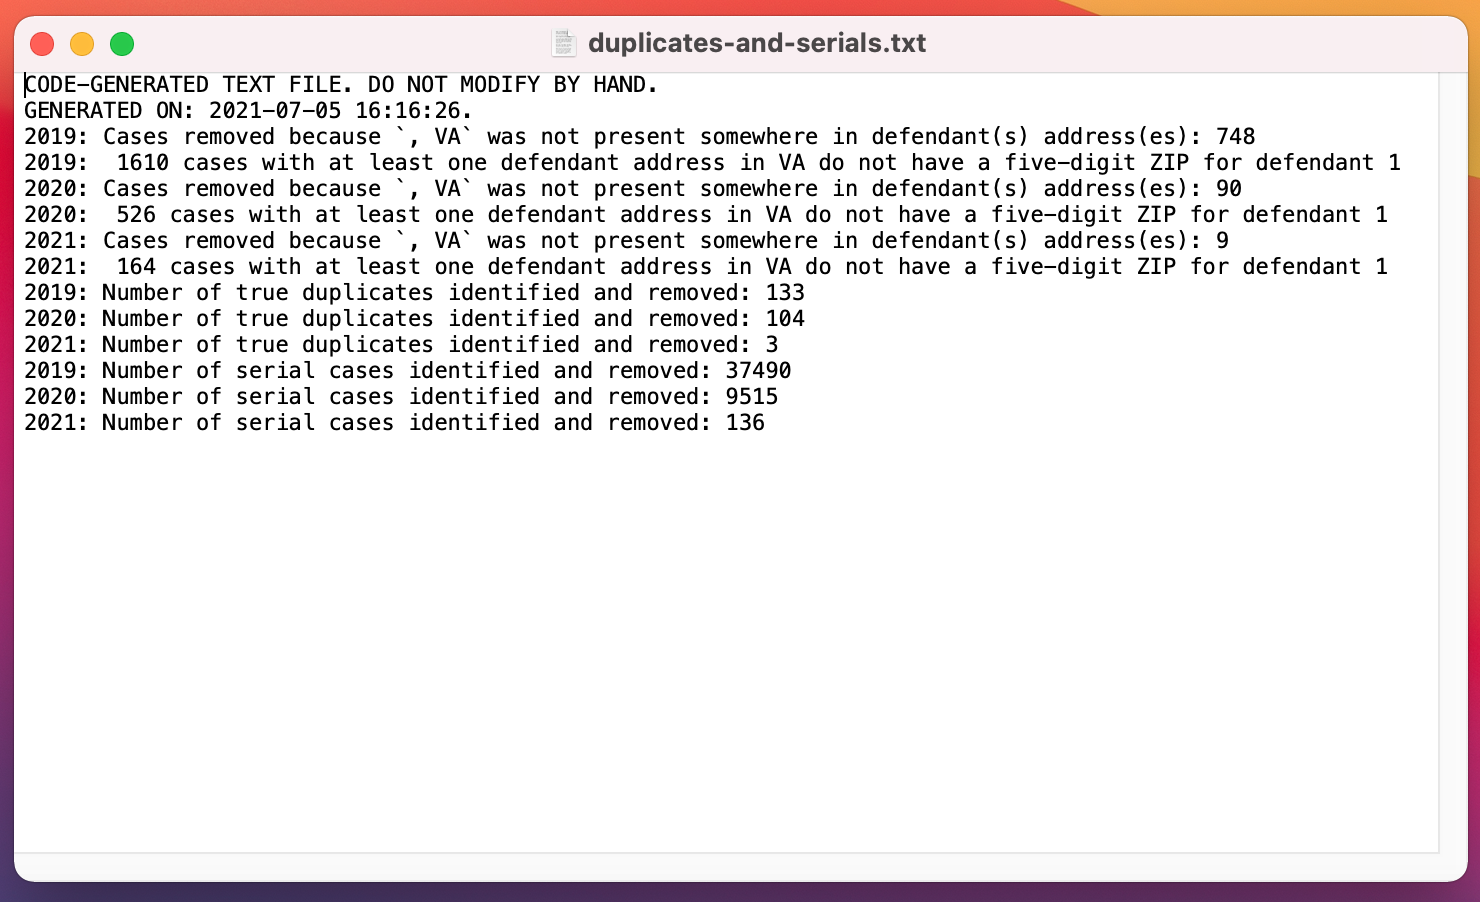 duplicates-and-serials.txt
CODE-GENERATED TEXT FILE. DO NOT MODIFY BY HAND.
GENERATED ON: 2021-07-05 16:16:26.
2019: Cases removed because `, VA` was not present somewhere in defendant(s) address(es): 748
2019:  1610 cases with at least one defendant address in VA do not have a five-digit ZIP for defendant 1
2020: Cases removed because `, VA` was not present somewhere in defendant(s) address(es): 90
2020:  526 cases with at least one defendant address in VA do not have a five-digit ZIP for defendant 1
2021: Cases removed because `, VA` was not present somewhere in defendant(s) address(es): 9
2021:  164 cases with at least one defendant address in VA do not have a five-digit ZIP for defendant 1
2019: Number of true duplicates identified and removed: 133
2020: Number of true duplicates identified and removed: 104
2021: Number of true duplicates identified and removed: 3
2019: Number of serial cases identified and removed: 37490
2020: Number of serial cases identified and removed: 9515
2021: Number of serial cases identified and removed: 136